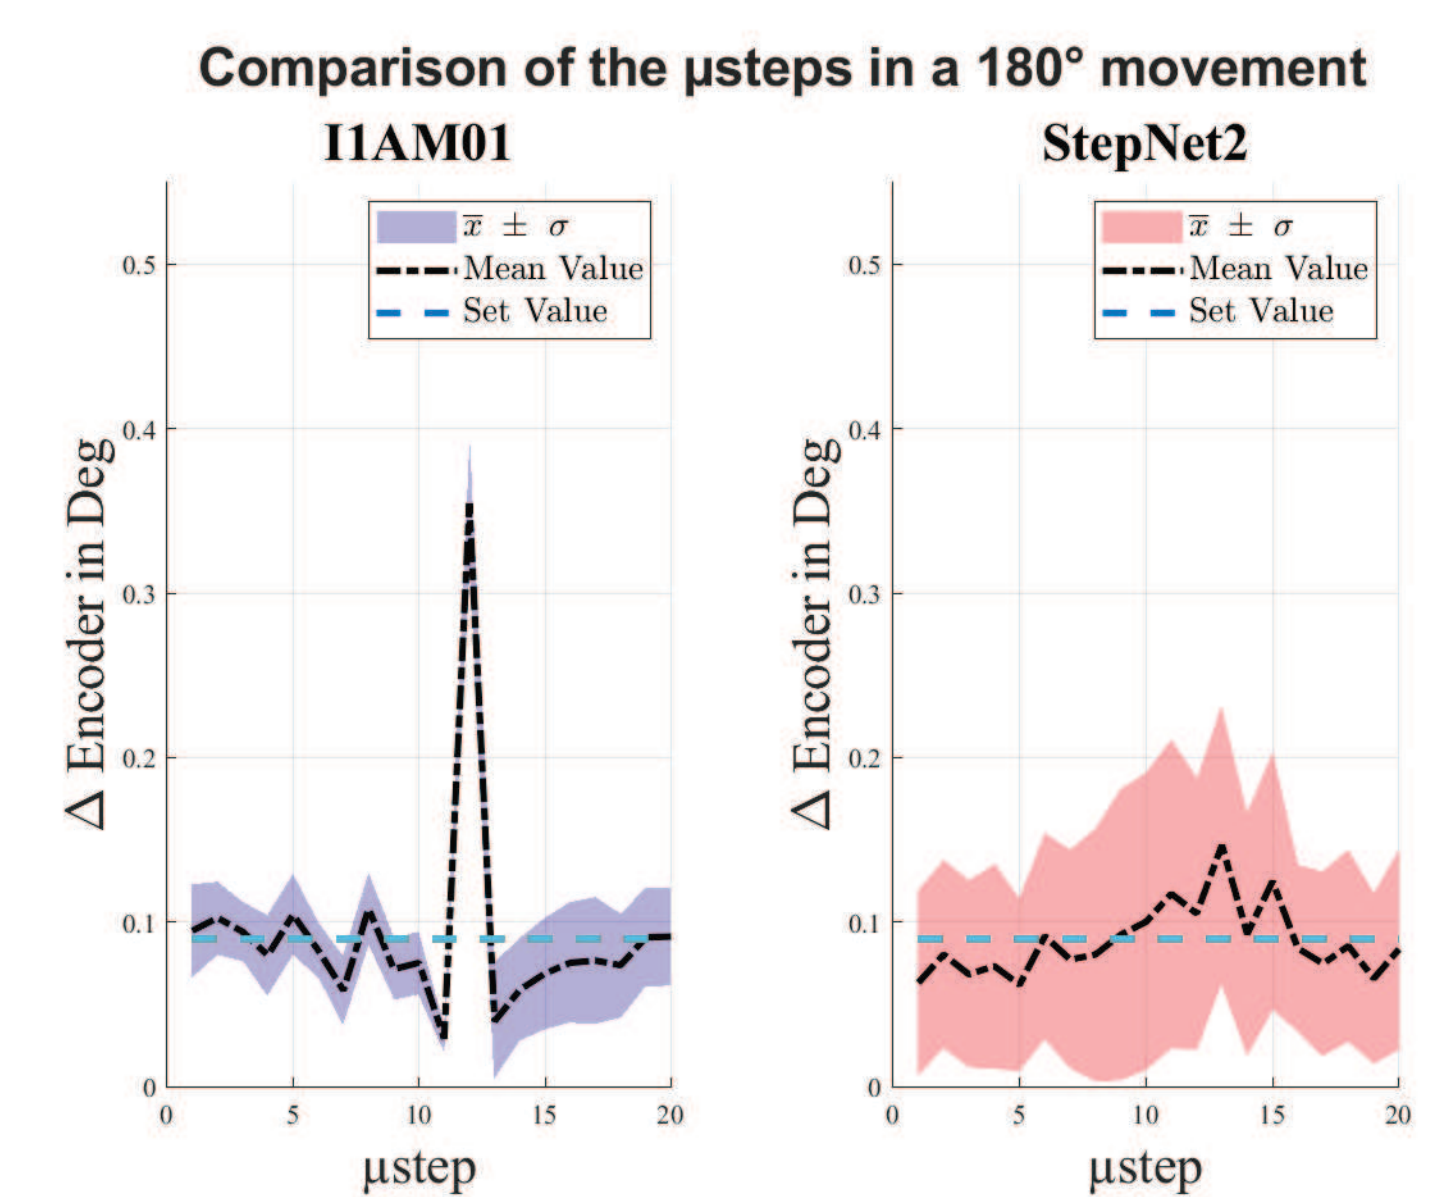 Comparison of the µsteps in a 180° movement
I1AM01
x̅ ± σ
Mean Value
Set Value
Δ Encoder in Deg
0.5
0.4
0.3
0.2
0.1
0
0 5 10 15 20
µstep
StepNet2
x̅ ± σ
Mean Value
Set Value
Δ Encoder in Deg
0.5
0.4
0.3
0.2
0.1
0
0 5 10 15 20
µstep